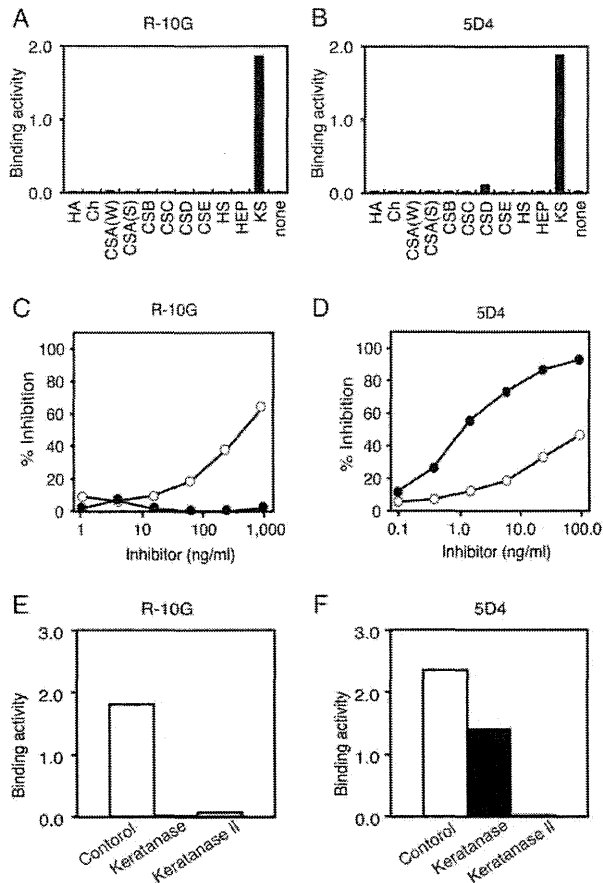 A
R-10G
Binding activity
2.0
1.0
0.0
HA
Ch
CSA(W)
CSA(S)
CSB
CSC
CSD
CSE
HS
HEP
KS
none
B
5D4
Binding activity
2.0
1.0
0.0
HA
Ch
CSA(W)
CSA(S)
CSB
CSC
CSD
CSE
HS
HEP
KS
none
C
R-10G
% Inhibition
100
80
60
40
20
0
1 10 100 1,000
Inhibitor (ng/ml)
D
5D4
% Inhibition
100
80
60
40
20
0
0.1 1.0 10.0 100.0
Inhibitor (ng/ml)
E
R-10G
Binding activity
3.0
2.0
1.0
0.0
Contorol
Keratanase
Keratanase II
F
5D4
Binding activity
3.0
2.0
1.0
0.0
Contorol
Keratanase
Keratanase II